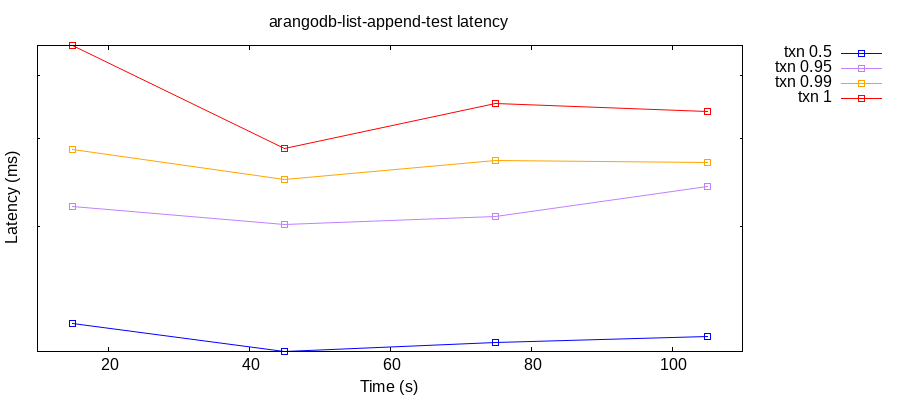 arangodb-list-append-test latency
txn 0.5
txn 0.95
txn 0.99
txn 1
Latency (ms)
20 40 60 80 100
Time (s)